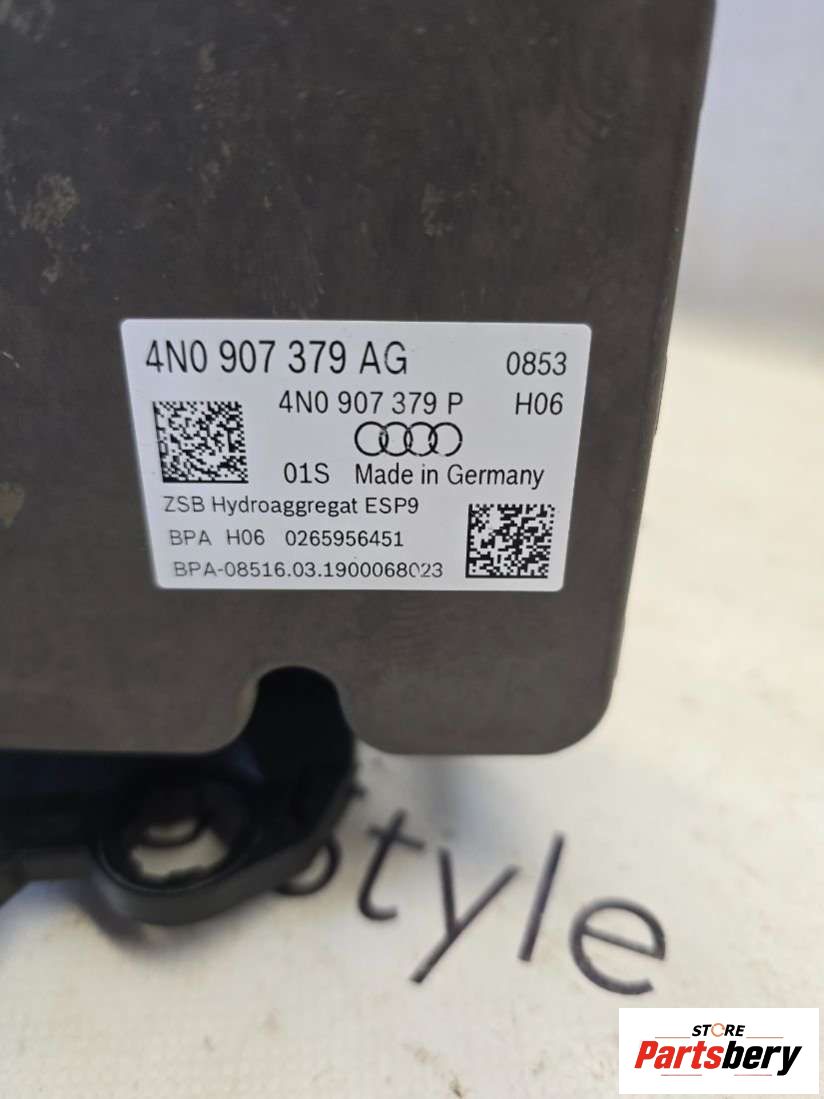 4N0 907 379 AG 0853
4N0 907 379 P H06
01S Made in Germany
ZSB Hydroaggregat ESP9
BPA H06 0265956451
BPA-08516.03.1900068023
style
STORE
Partsbery